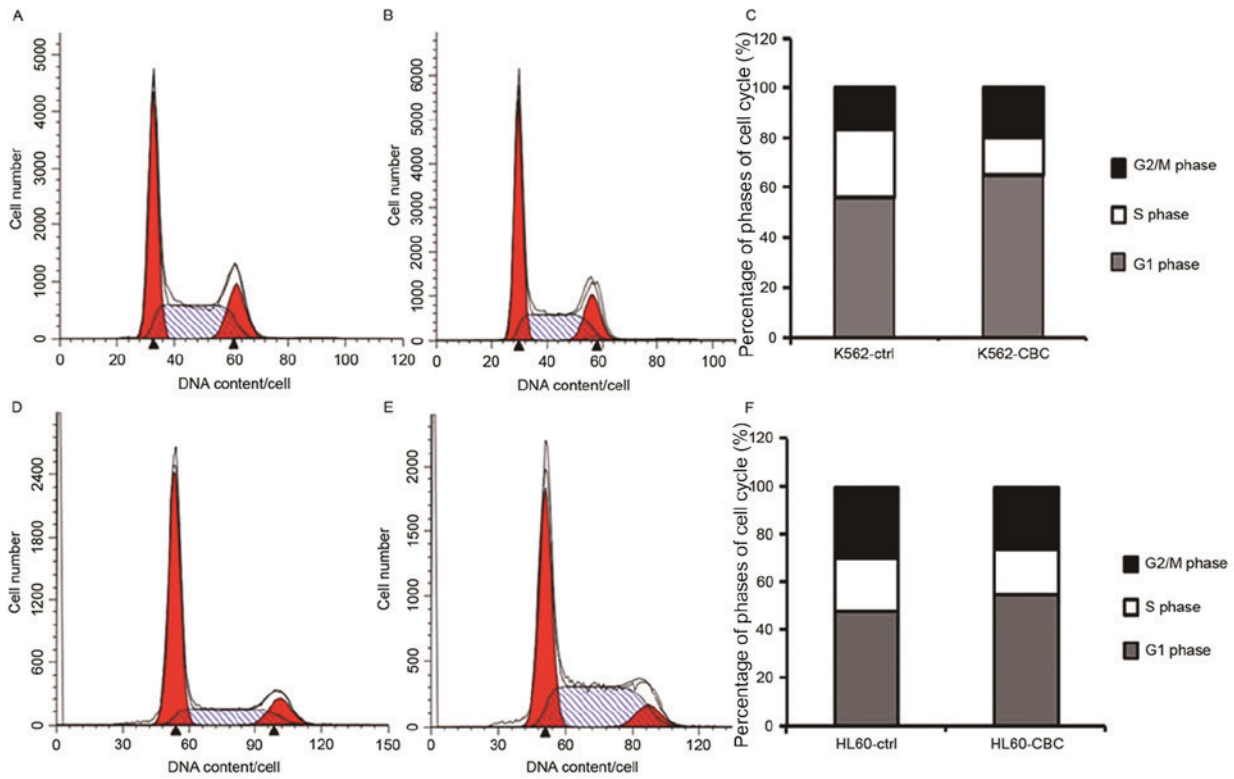 A
Cell number
5000
4000
3000
2000
1000
0
0 20 40 60 80 100 120
DNA content/cell
B
Cell number
6000
5000
4000
3000
2000
1000
0
0 20 40 60 80 100
DNA content/cell
C
Percentage of phases of cell cycle (%)
120
100
80
60
40
20
0
K562-ctrl K562-CBC
G2/M phase
S phase
G1 phase
D
Cell number
2400
1800
1200
600
0
0 30 60 90 120 150
DNA content/cell
E
Cell number
2000
1500
1000
500
0
0 60 80 120
DNA content/cell
F
Percentage of phases of cell cycle (%)
120
100
80
60
40
20
0
HL60-ctrl HL60-CBC
G2/M phase
S phase
G1 phase